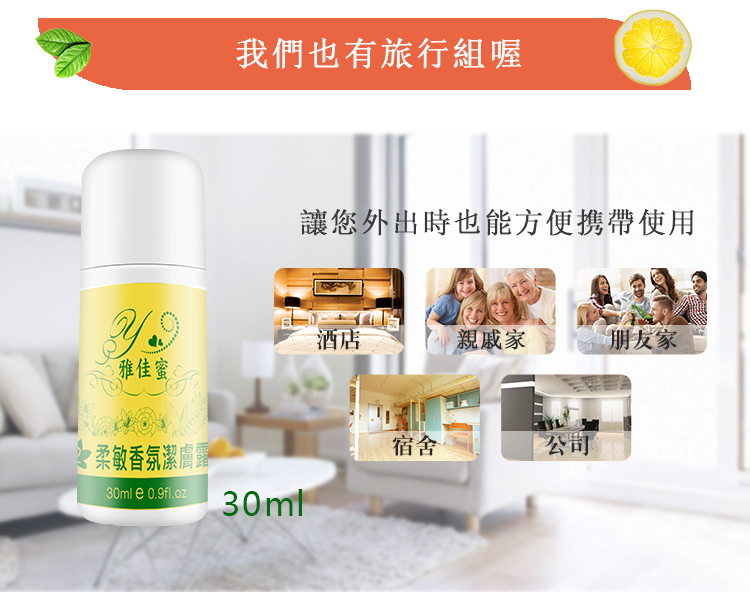 我們也有旅行組喔
讓您外出時也能方便携帶使用
酒店
親戚家
朋友家
宿舍
公司
雅佳蜜
柔敏香氛潔膚露
30ml e 0.9fl.oz
30ml